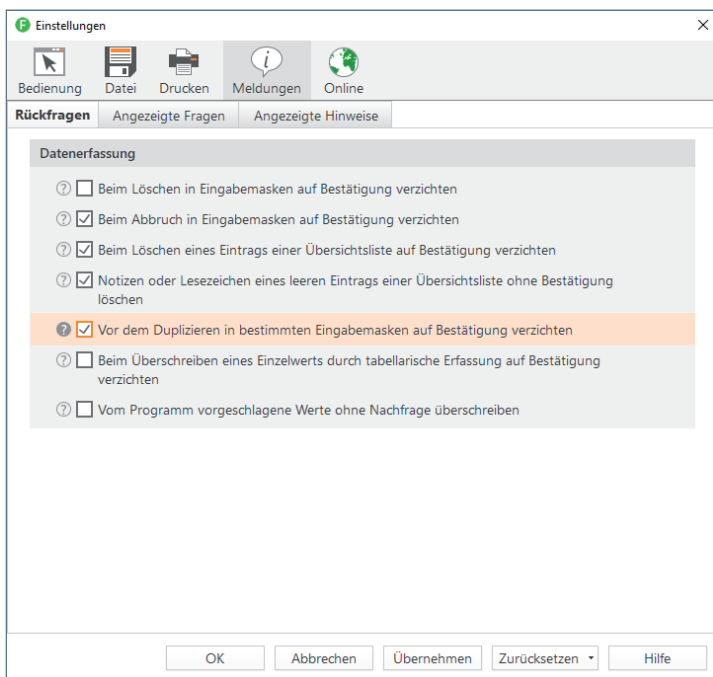 Einstellungen
Bedienung Datei Drucken Meldungen Online
Rückfragen Angezeigte Fragen Angezeigte Hinweise
Datenerfassung
Beim Löschen in Eingabemasken auf Bestätigung verzichten
Beim Abbruch in Eingabemasken auf Bestätigung verzichten
Beim Löschen eines Eintrags einer Übersichtsliste auf Bestätigung verzichten
Notizen oder Lesezeichen eines leeren Eintrags einer Übersichtsliste ohne Bestätigung
löschen
Vor dem Duplizieren in bestimmten Eingabemasken auf Bestätigung verzichten
Beim Überschreiben eines Einzelwerts durch tabellarische Erfassung auf Bestätigung
verzichten
Vom Programm vorgeschlagene Werte ohne Nachfrage überschreiben
OK Abbrechen Übernehmen Zurücksetzen Hilfe